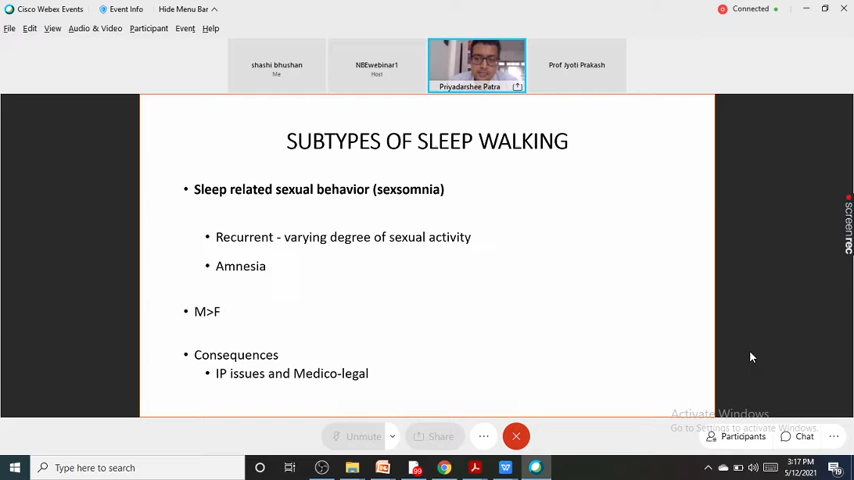 Cisco Webex Events
Event Info
Hide Menu Bar
Connected
File Edit View Audio & Video Participant Event Help
shashi bhushan
Me
NBEwebinar1
Host
Priyadarshee Patra
Prof Jyoti Prakash
SUBTYPES OF SLEEP WALKING
• Sleep related sexual behavior (sexsomnia)
• Recurrent - varying degree of sexual activity
• Amnesia
• M>F
• Consequences
• IP issues and Medico-legal
screenrec
Activate Windows
Go to Settings to activate Windows.
Unmute
Share
Participants
Chat
Type here to search
99
3:17 PM
5/12/2021
19